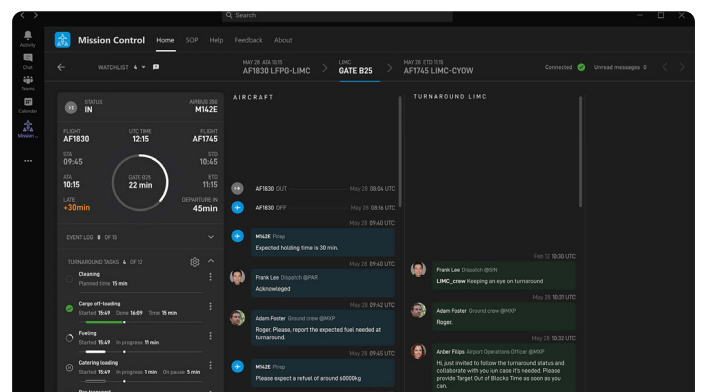 Search
Activity
Chat
Teams
Calendar
Mission ...
Mission Control Home SOP Help Feedback About
WATCHLIST 4
MAY 28 ATA 10:15
AF1830 LFPG-LIMC
LIMC
GATE B25
MAY 28 ETD 11:15
AF1745 LIMC-CYOW
Connected
Unread messages 0
STATUS
IN
AIRBUS 350
M142E
FLIGHT
AF1830
UTC TIME
12:15
FLIGHT
AF1745
STA
09:45
STD
10:45
ATA
10:15
GATE B25
22 min
ETD
11:15
LATE
+30min
DEPARTURE IN
45min
EVENT LOG 8 OF 15
TURNAROUND TASKS 4 OF 12
Cleaning
Planned time 15 min
Cargo off-loading
Started 15:49 Done 16:09 Time 15 min
Fueling
Started 15:49 In progress 11 min
Catering loading
Started 15:49 In progress 1 min On pause 5 min
AIRCRAFT
AF1830 OUT May 28 08:04 UTC
AF1830 OFF May 28 08:16 UTC
May 28 09:40 UTC
M142E Pirep
Expected holding time is 30 min.
May 28 09:40 UTC
Frank Lee Dispatch @PAR
Acknowleged
May 28 09:42 UTC
Adam Foster Ground crew @MXP
Roger. Please, report the expected fuel needed at
turnaround.
May 28 09:45 UTC
M142E Pirep
Please expect a refuel of around 60000kg
TURNAROUND LIMC
Feb 12 10:30 UTC
Frank Lee Dispatch @SIN
LIMC_crew Keeping an eye on turnaround
May 28 10:31 UTC
Adam Foster Ground crew @MXP
Roger.
May 28 10:32 UTC
Anber Filips Airport Operations Officer @MXP
Hi, just invited to follow the turnaround status and
collaborate with you ion case it's needed. Please
provide Target Out of Blocks Time as soon as you
can.